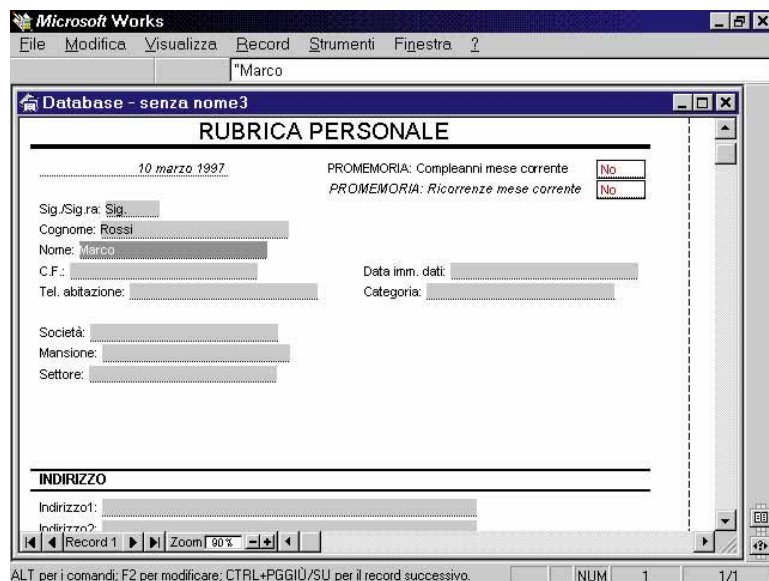 Microsoft Works
File Modifica Visualizza Record Strumenti Finestra ?
"Marco
Database - senza nome3
RUBRICA PERSONALE
10 marzo 1997 PROMEMORIA: Compleanni mese corrente No
PROMEMORIA: Ricorrenze mese corrente No
Sig./Sig.ra: Sig.
Cognome: Rossi
Nome: Marco
C.F.: Data imm. dati:
Tel. abitazione: Categoria:
Società:
Mansione:
Settore:
INDIRIZZO
Indirizzo1:
Indirizzo2:
Record 1 Zoom 90%
ALT per i comandi; F2 per modificare; CTRL+PGGIÙ/SU per il record successivo. NUM 1 1/1